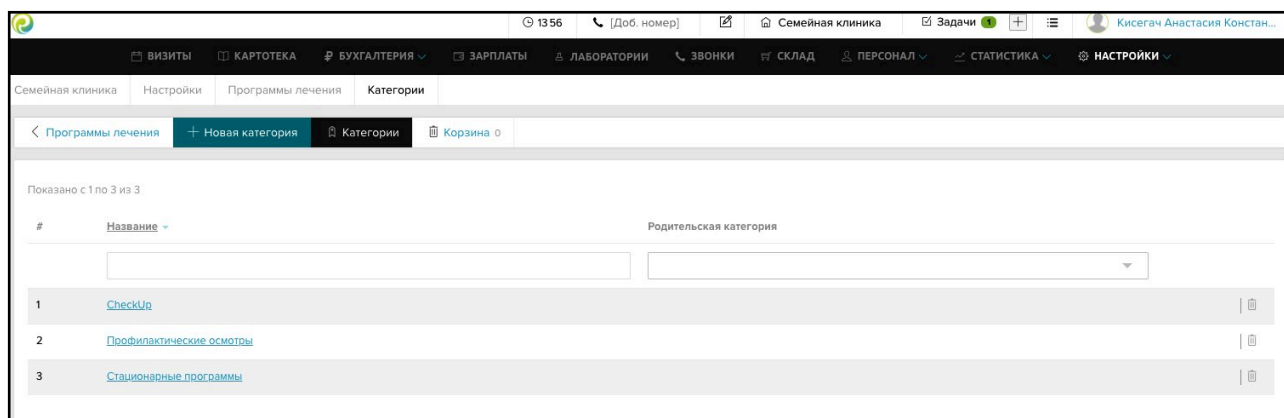 13 56 [Доб. номер] Семейная клиника Задачи 1 Кисегач Анастасия Констан...
ВИЗИТЫ КАРТОТЕКА БУХГАЛТЕРИЯ ЗАРПЛАТЫ ЛАБОРАТОРИИ ЗВОНКИ СКЛАД ПЕРСОНАЛ СТАТИСТИКА НАСТРОЙКИ
Семейная клиника Настройки Программы лечения Категории
Программы лечения + Новая категория Категории Корзина 0
Показано с 1 по 3 из 3
# Название Родительская категория
1 CheckUp
2 Профилактические осмотры
3 Стационарные программы